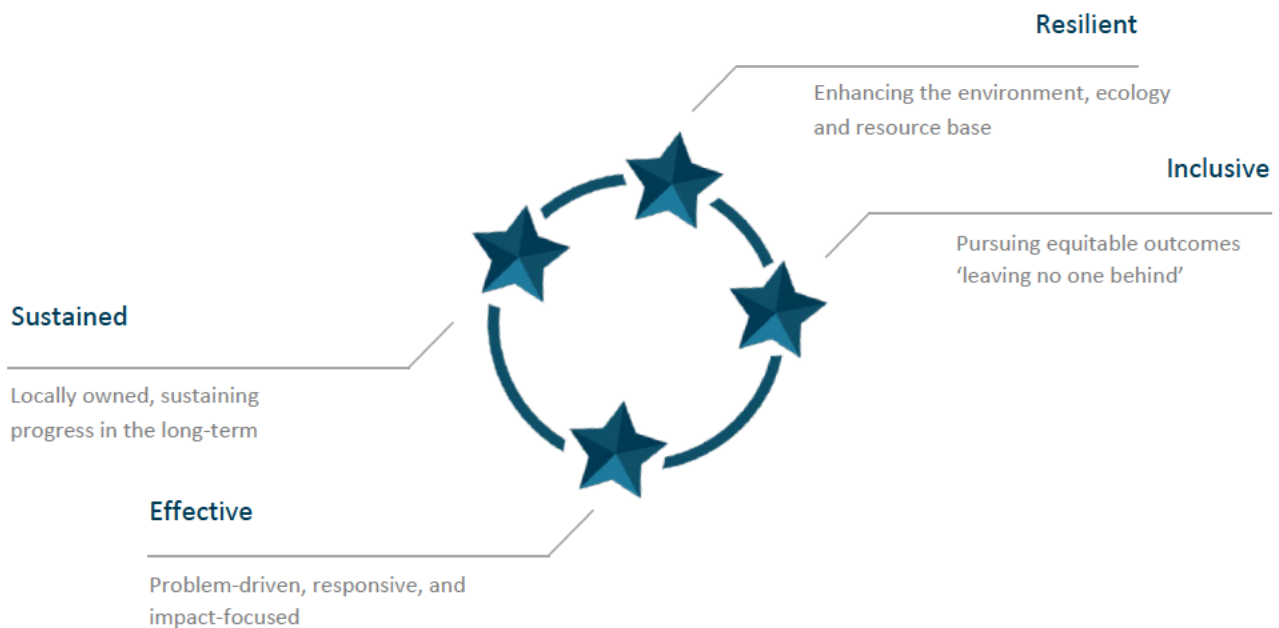 Resilient
Enhancing the environment, ecology
and resource base
Inclusive
Pursuing equitable outcomes
‘leaving no one behind’
Sustained
Locally owned, sustaining
progress in the long-term
Effective
Problem-driven, responsive, and
impact-focused